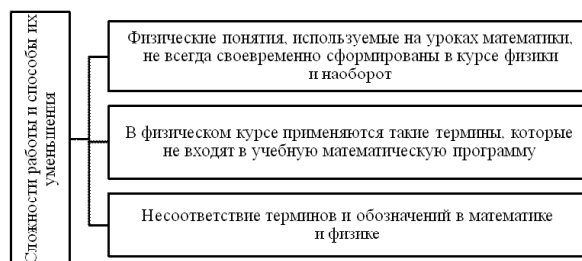 Сложности работы и способы их
уменьшения
Физические понятия, используемые на уроках математики,
не всегда своевременно сформированы в курсе физики
и наоборот
В физическом курсе применяются такие термины, которые
не входят в учебную математическую программу
Несоответствие терминов и обозначений в математике
и физике